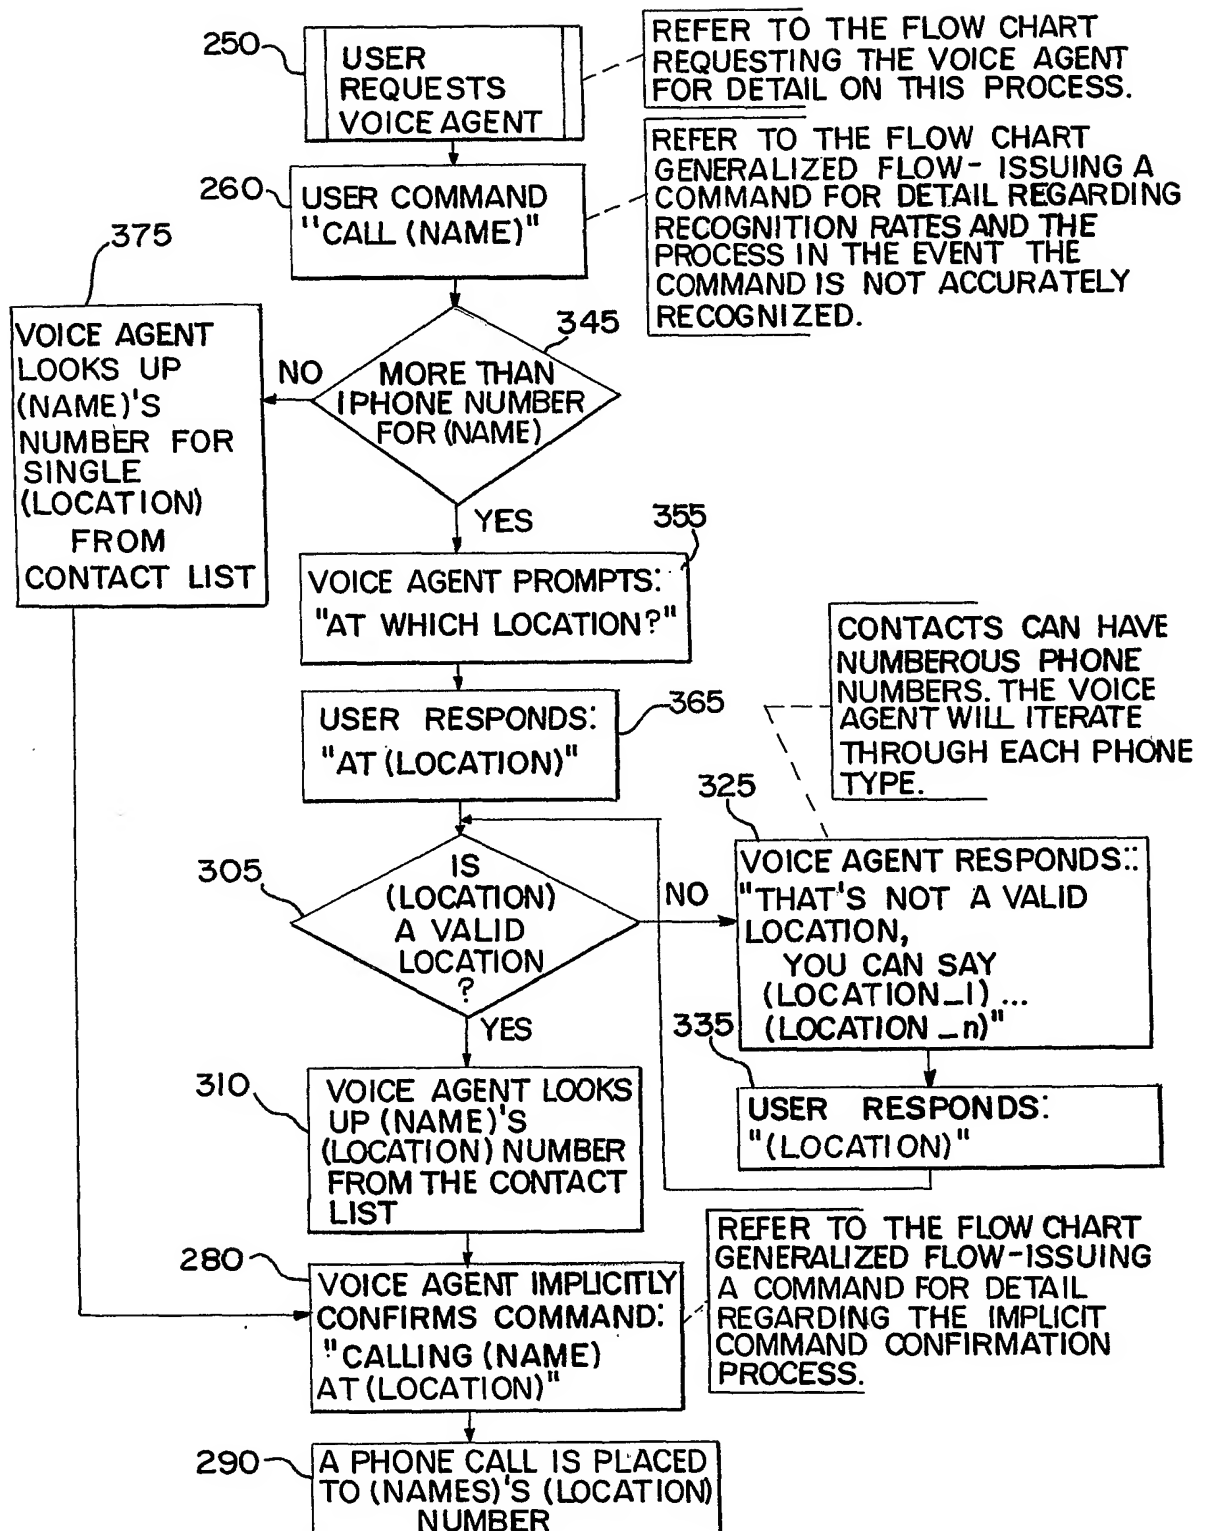 250
USER
REQUESTS
VOICE AGENT
REFER TO THE FLOW CHART
REQUESTING THE VOICE AGENT
FOR DETAIL ON THIS PROCESS.
260
USER COMMAND
"CALL (NAME)"
REFER TO THE FLOW CHART
GENERALIZED FLOW- ISSUING A
COMMAND FOR DETAIL REGARDING
RECOGNITION RATES AND THE
PROCESS IN THE EVENT THE
COMMAND IS NOT ACCURATELY
RECOGNIZED.
375
VOICE AGENT
LOOKS UP
(NAME)'S
NUMBER FOR
SINGLE
(LOCATION)
FROM
CONTACT LIST
NO
345
MORE THAN
1 PHONE NUMBER
FOR (NAME)
YES
355
VOICE AGENT PROMPTS:
"AT WHICH LOCATION?"
365
USER RESPONDS:
"AT (LOCATION)"
CONTACTS CAN HAVE
NUMBEROUS PHONE
NUMBERS. THE VOICE
AGENT WILL ITERATE
THROUGH EACH PHONE
TYPE.
305
IS
(LOCATION)
A VALID
LOCATION
?
NO
325
VOICE AGENT RESPONDS::
"THAT'S NOT A VALID
LOCATION,
YOU CAN SAY
(LOCATION_1) ...
(LOCATION_n)"
YES
335
USER RESPONDS:
"(LOCATION)"
310
VOICE AGENT LOOKS
UP (NAME)'S
(LOCATION) NUMBER
FROM THE CONTACT
LIST
280
VOICE AGENT IMPLICITLY
CONFIRMS COMMAND:
"CALLING (NAME)
AT (LOCATION)"
REFER TO THE FLOW CHART
GENERALIZED FLOW-ISSUING
A COMMAND FOR DETAIL
REGARDING THE IMPLICIT
COMMAND CONFIRMATION
PROCESS.
290
A PHONE CALL IS PLACED
TO (NAMES)'S (LOCATION)
NUMBER